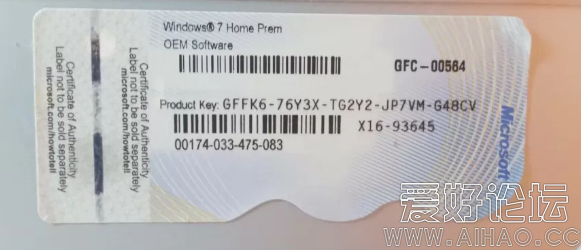 Windows® 7 Home Prem
OEM Software
GFC-00564
Product Key: GFFK6-76Y3X-TG2Y2-JP7VM-G48CV
X16-93645
00174-033-475-083
Certificate of Authenticity
Label not to be sold separately
microsoft.com/howtotell
Certificate of Authenticity
Label not to be sold separately
microsoft.com/howtotell
Microsoft
爱好论坛
WWW.AIHAO.CC